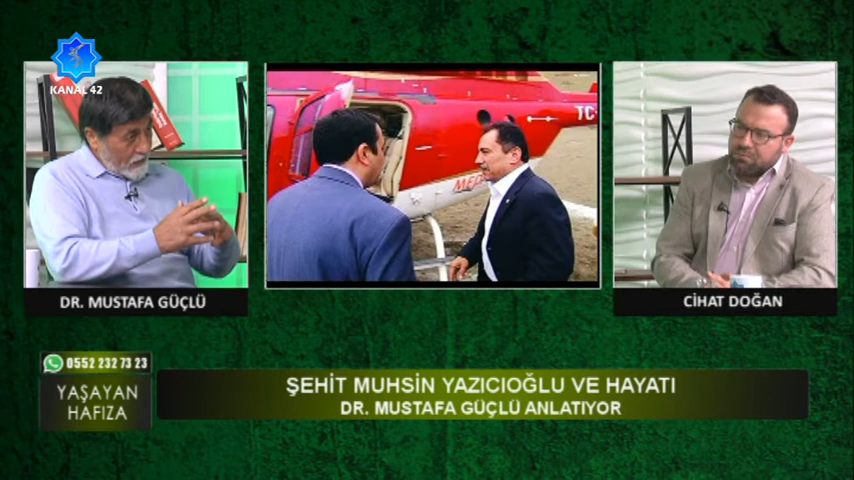 KANAL 42
TC
MED
DR. MUSTAFA GÜÇLÜ
CİHAT DOĞAN
0552 232 73 23
YAŞAYAN
HAFIZA
ŞEHİT MUHSİN YAZICIOĞLU VE HAYATI
DR. MUSTAFA GÜÇLÜ ANLATIYOR